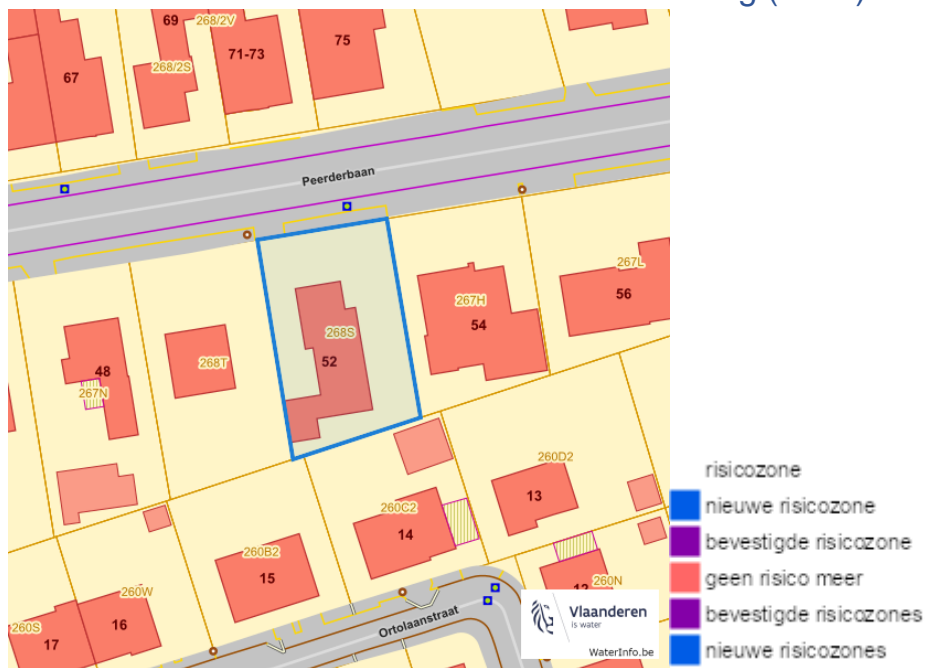 g (
)
69
268/2V
71-73
75
67
268/2S
Peerderbaan
267L
56
267H
54
268S
52
268T
48
267N
260D2
13
260C2
14
260B2
15
260W
16
260S
17
12
260N
Ortolaanstraat
Vlaanderen
is water
WaterInfo.be
risicozone
nieuwe risicozone
bevestigde risicozone
geen risico meer
bevestigde risicozones
nieuwe risicozones